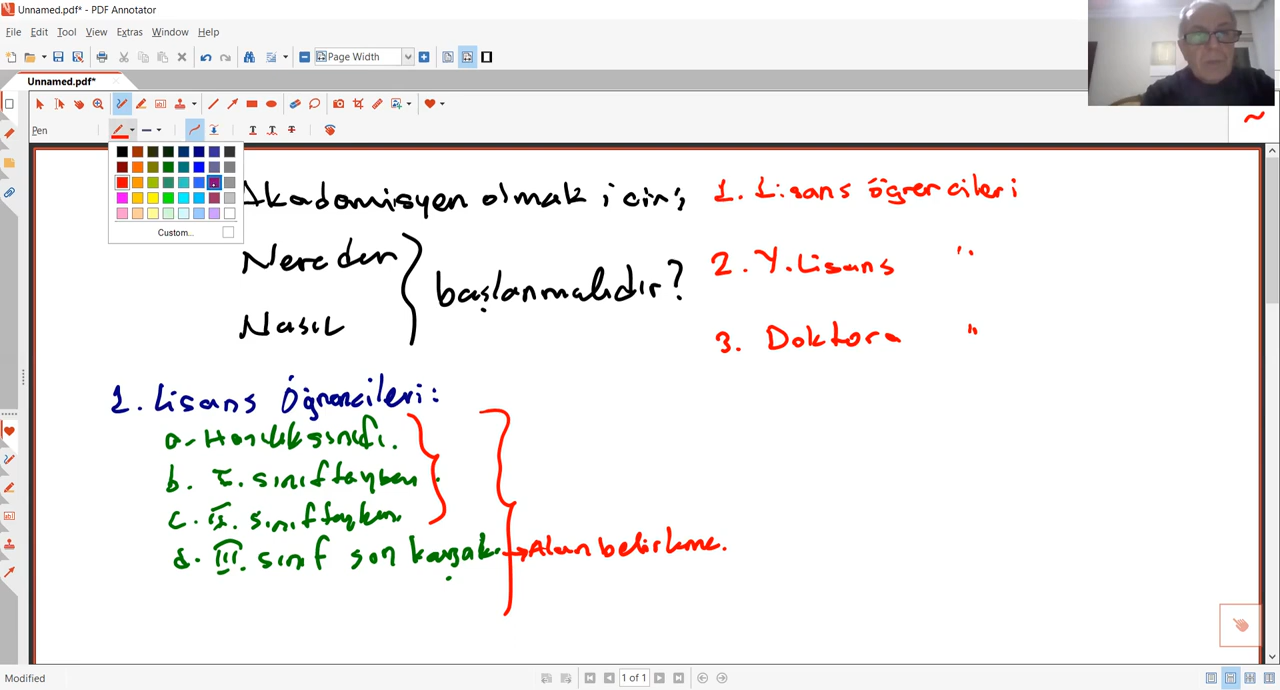 Unnamed.pdf* - PDF Annotator
File Edit Tool View Extras Window Help
Page Width
Unnamed.pdf*
Pen
Custom...
Akademisyen olmak için;
Nereden
Nasıl
başlanmalıdır?
1. Lisans öğrencileri
2. Y. Lisans "
3. Doktora "
1. Lisans Öğrencileri:
a. sınıfı.
b. I. sınıftayken
c. II. sınıftayken
d. III. sınıf son →Alan belirleme.
Modified
1 of 1